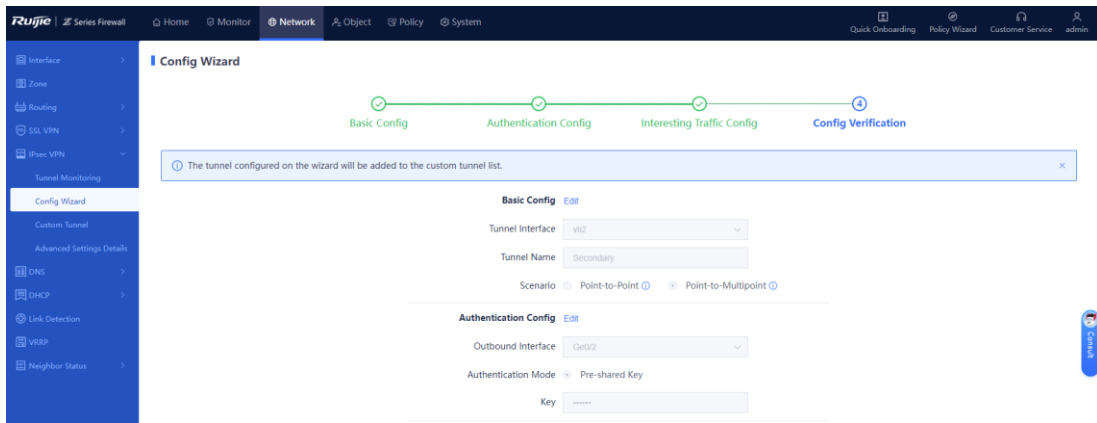 Ruijie | Z Series Firewall
Home Monitor Network Object Policy System
Quick Onboarding Policy Wizard Customer Service admin
Interface
Zone
Routing
SSL VPN
IPsec VPN
Tunnel Monitoring
Config Wizard
Custom Tunnel
Advanced Settings Details
DNS
DHCP
Link Detection
VRRP
Neighbor Status
Config Wizard
4
Basic Config Authentication Config Interesting Traffic Config Config Verification
The tunnel configured on the wizard will be added to the custom tunnel list.
Basic Config Edit
Tunnel Interface vti2
Tunnel Name Secondary
Scenario Point-to-Point Point-to-Multipoint
Authentication Config Edit
Outbound Interface Ge0/2
Authentication Mode Pre-shared Key
Key ------
Consult